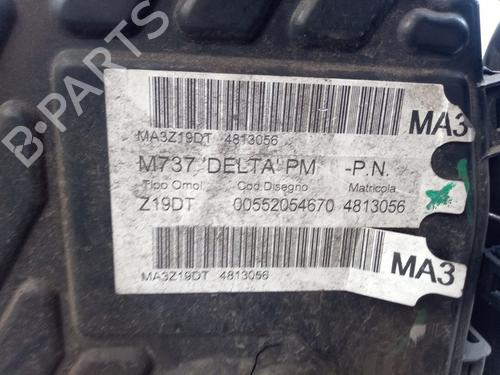 B-PARTS
MA3Z19DT 4813056
MA3
M737 'DELTA' PM -P.N.
Tipo Omol. Cod.Disegno Matricola
Z19DT 00552054670 4813056
MA3Z19DT 4813056
MA3